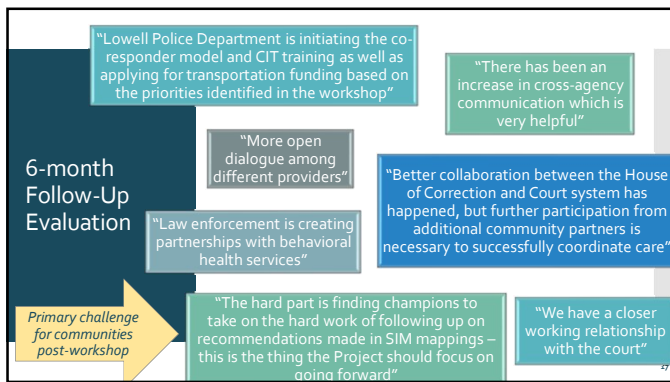 “Lowell Police Department is initiating the co-
responder model and CIT training as well as
applying for transportation funding based on
the priorities identified in the workshop”
“There has been an
increase in cross-agency
communication which is
very helpful”
“More open
dialogue among
different providers”
6-month
Follow-Up
Evaluation
“Better collaboration between the House
of Correction and Court system has
happened, but further participation from
additional community partners is
necessary to successfully coordinate care”
“Law enforcement is creating
partnerships with behavioral
health services”
Primary challenge
for communities
post-workshop
“The hard part is finding champions to
take on the hard work of following up on
recommendations made in SIM mappings –
this is the thing the Project should focus on
going forward”
“We have a closer
working relationship
with the court”
27